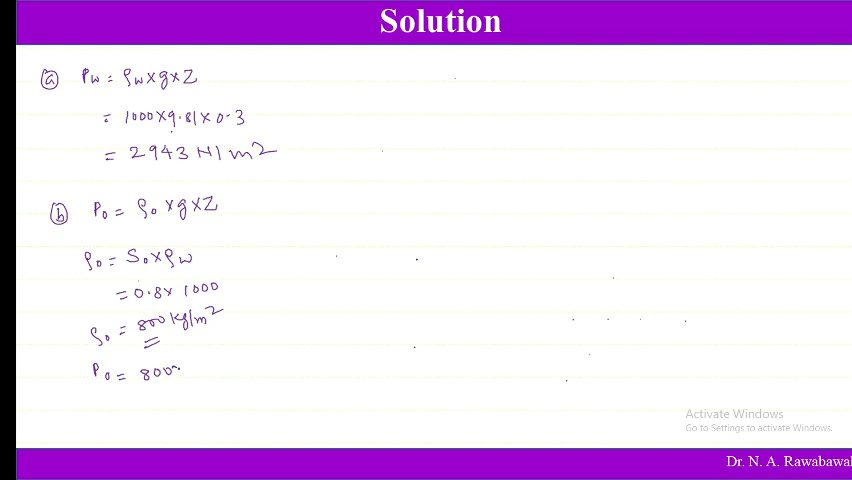 Solution
(a) Pw = ρw×g×Z
= 1000×9.81×0.3
= 2943 N/m2
(b) Po = ρo×g×Z
ρo = So×ρw
= 0.8× 1000
ρo = 800 kg/m2
Po = 800×
Activate Windows
Go to Settings to activate Windows.
Dr. N. A. Rawabawal